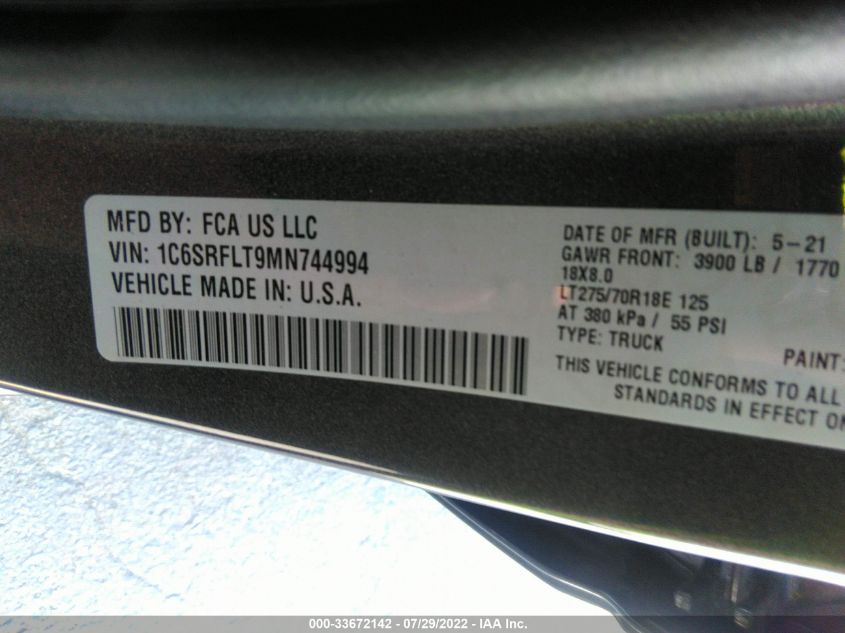 MFD BY: FCA US LLC
VIN: 1C6SRFLT9MN744994
VEHICLE MADE IN: U.S.A.
DATE OF MFR (BUILT): 5-21
GAWR FRONT: 3900 LB / 1770
18X8.0
LT275/70R18E 125
AT 380 kPa / 55 PSI
TYPE: TRUCK
PAINT:
THIS VEHICLE CONFORMS TO ALL
STANDARDS IN EFFECT ON
000-33672142 - 07/29/2022 - IAA Inc.